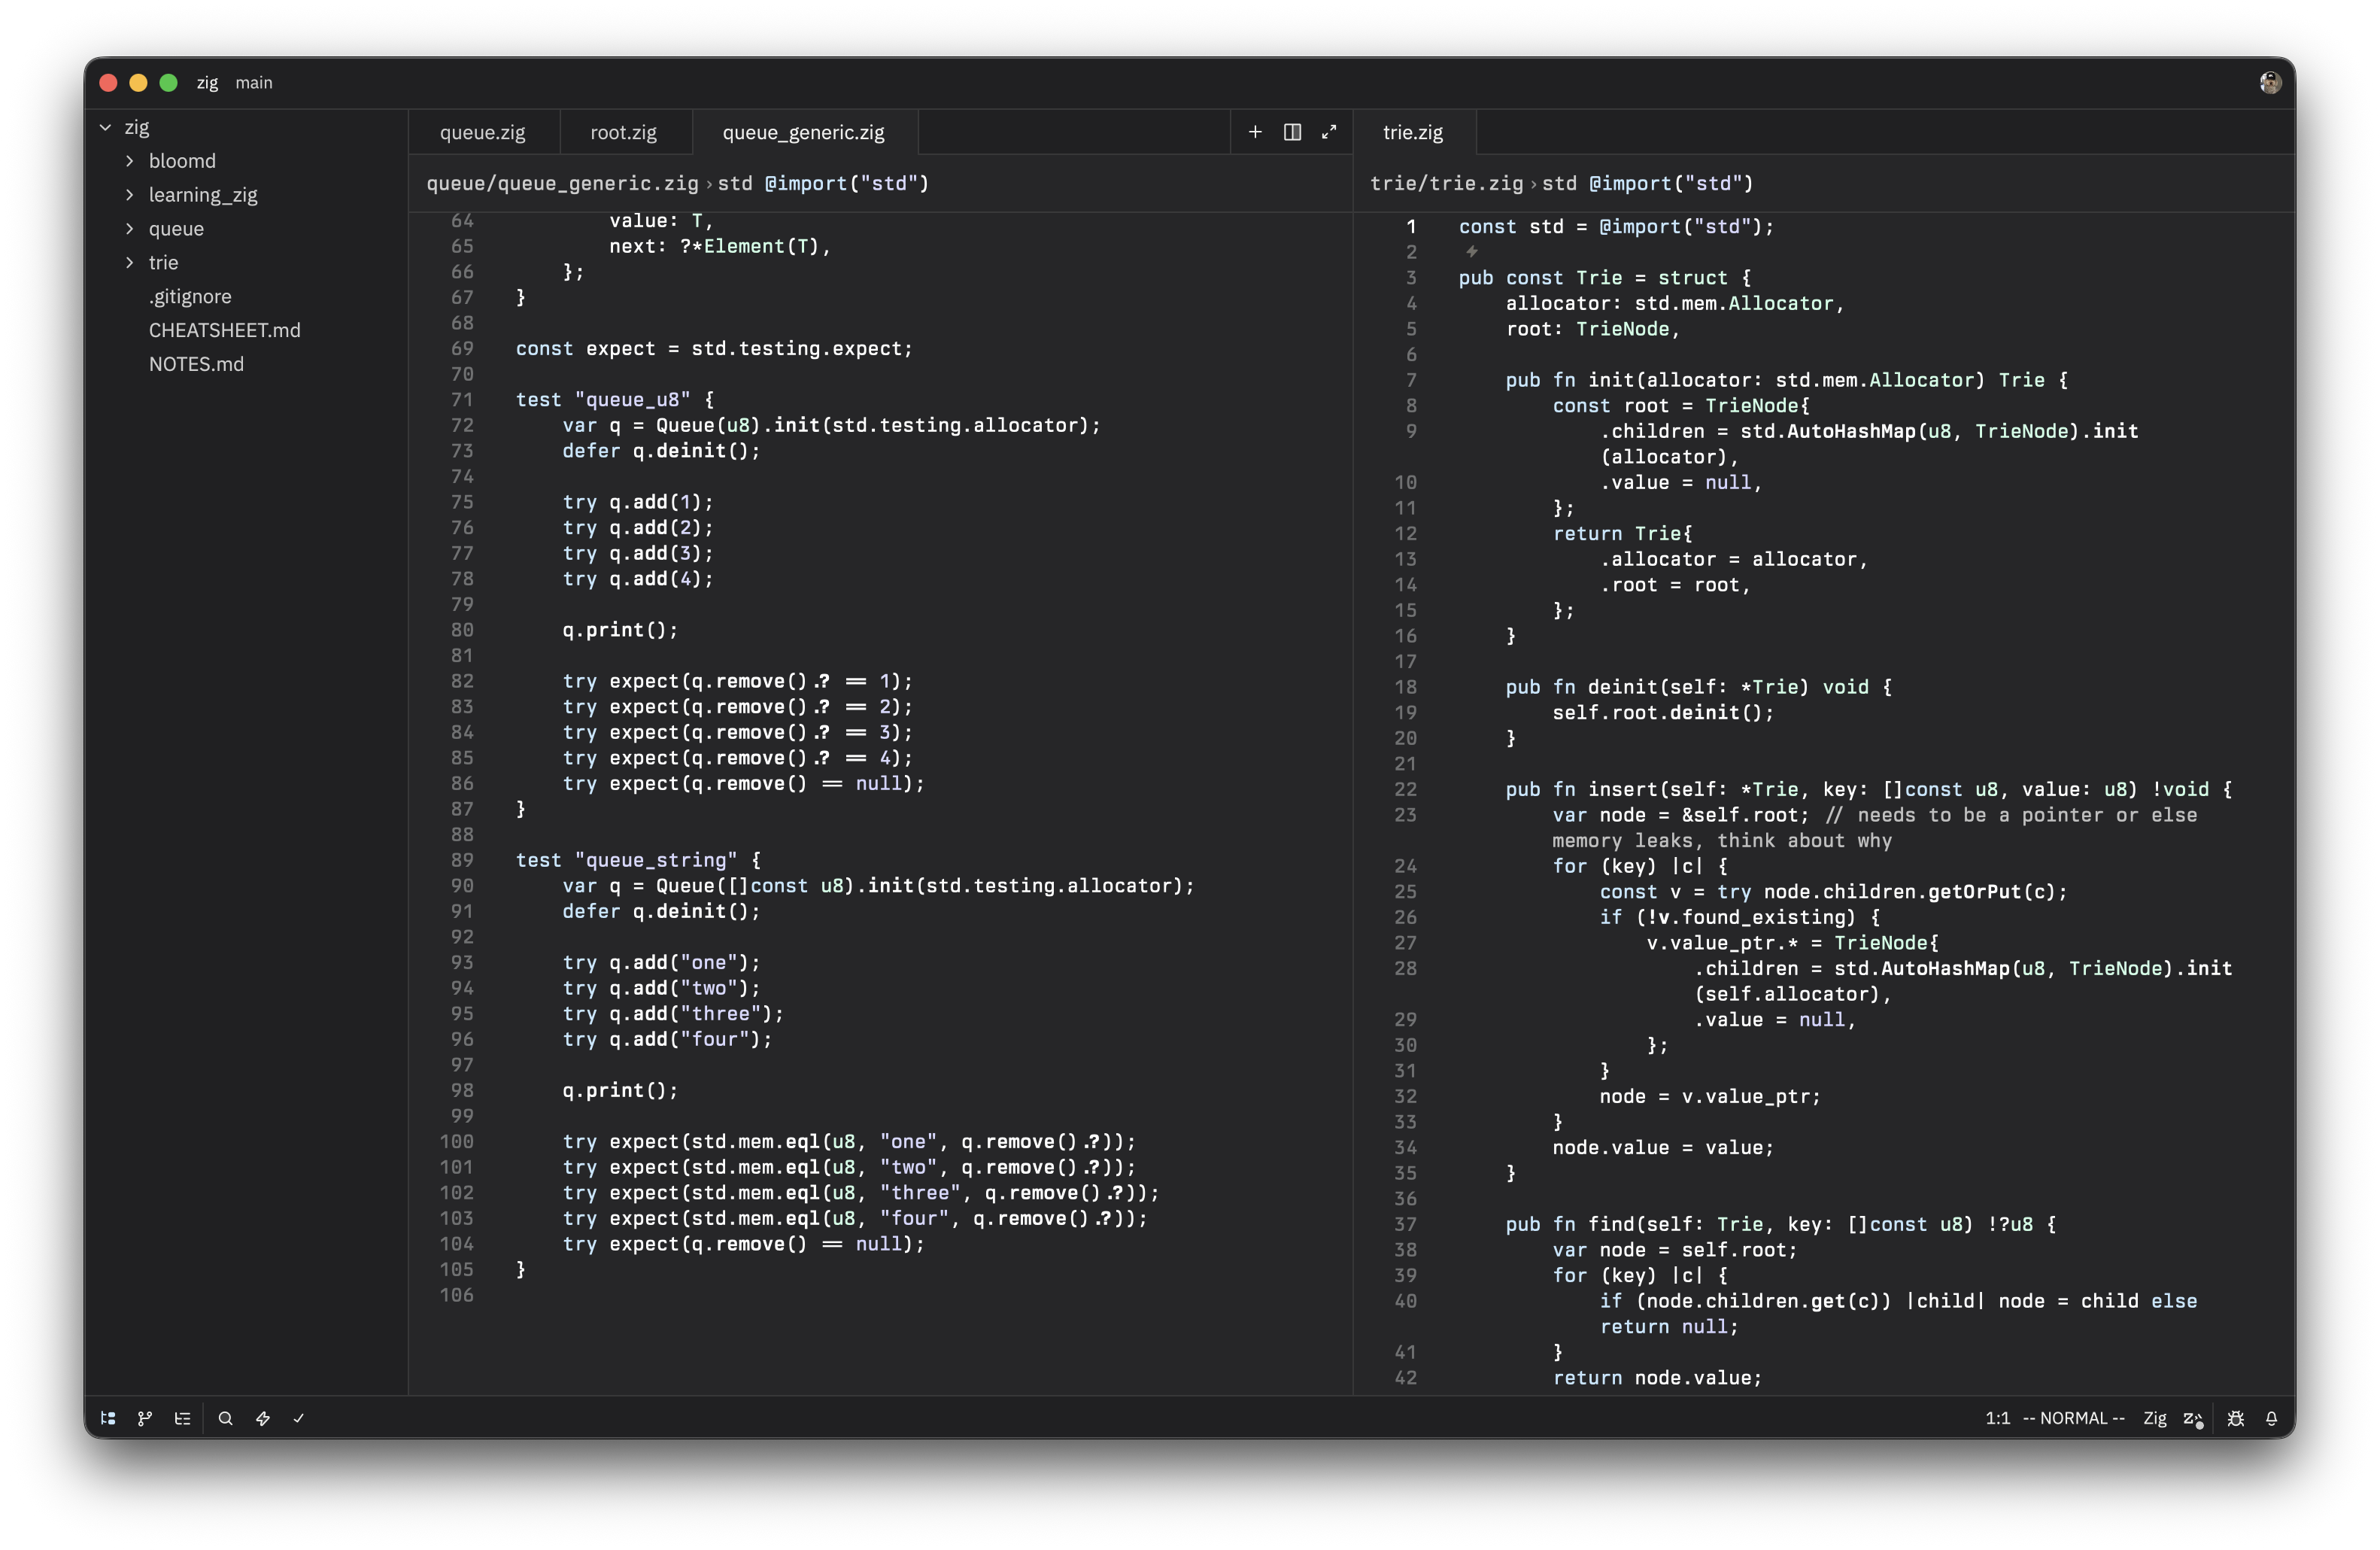 zig main
zig
bloomd
learning_zig
queue
trie
.gitignore
CHEATSHEET.md
NOTES.md
queue.zig root.zig queue_generic.zig
queue/queue_generic.zig › std @import("std")
64 value: T,
65 next: ?*Element(T),
66 };
67 }
68
69 const expect = std.testing.expect;
70
71 test "queue_u8" {
72 var q = Queue(u8).init(std.testing.allocator);
73 defer q.deinit();
74
75 try q.add(1);
76 try q.add(2);
77 try q.add(3);
78 try q.add(4);
79
80 q.print();
81
82 try expect(q.remove().? == 1);
83 try expect(q.remove().? == 2);
84 try expect(q.remove().? == 3);
85 try expect(q.remove().? == 4);
86 try expect(q.remove() == null);
87 }
88
89 test "queue_string" {
90 var q = Queue([]const u8).init(std.testing.allocator);
91 defer q.deinit();
92
93 try q.add("one");
94 try q.add("two");
95 try q.add("three");
96 try q.add("four");
97
98 q.print();
99
100 try expect(std.mem.eql(u8, "one", q.remove().?));
101 try expect(std.mem.eql(u8, "two", q.remove().?));
102 try expect(std.mem.eql(u8, "three", q.remove().?));
103 try expect(std.mem.eql(u8, "four", q.remove().?));
104 try expect(q.remove() == null);
105 }
106
trie.zig
trie/trie.zig › std @import("std")
1 const std = @import("std");
2
3 pub const Trie = struct {
4 allocator: std.mem.Allocator,
5 root: TrieNode,
6
7 pub fn init(allocator: std.mem.Allocator) Trie {
8 const root = TrieNode{
9 .children = std.AutoHashMap(u8, TrieNode).init
(allocator),
10 .value = null,
11 };
12 return Trie{
13 .allocator = allocator,
14 .root = root,
15 };
16 }
17
18 pub fn deinit(self: *Trie) void {
19 self.root.deinit();
20 }
21
22 pub fn insert(self: *Trie, key: []const u8, value: u8) !void {
23 var node = &self.root; // needs to be a pointer or else
memory leaks, think about why
24 for (key) |c| {
25 const v = try node.children.getOrPut(c);
26 if (!v.found_existing) {
27 v.value_ptr.* = TrieNode{
28 .children = std.AutoHashMap(u8, TrieNode).init
(self.allocator),
29 .value = null,
30 };
31 }
32 node = v.value_ptr;
33 }
34 node.value = value;
35 }
36
37 pub fn find(self: Trie, key: []const u8) !?u8 {
38 var node = self.root;
39 for (key) |c| {
40 if (node.children.get(c)) |child| node = child else
return null;
41 }
42 return node.value;
1:1 -- NORMAL -- Zig